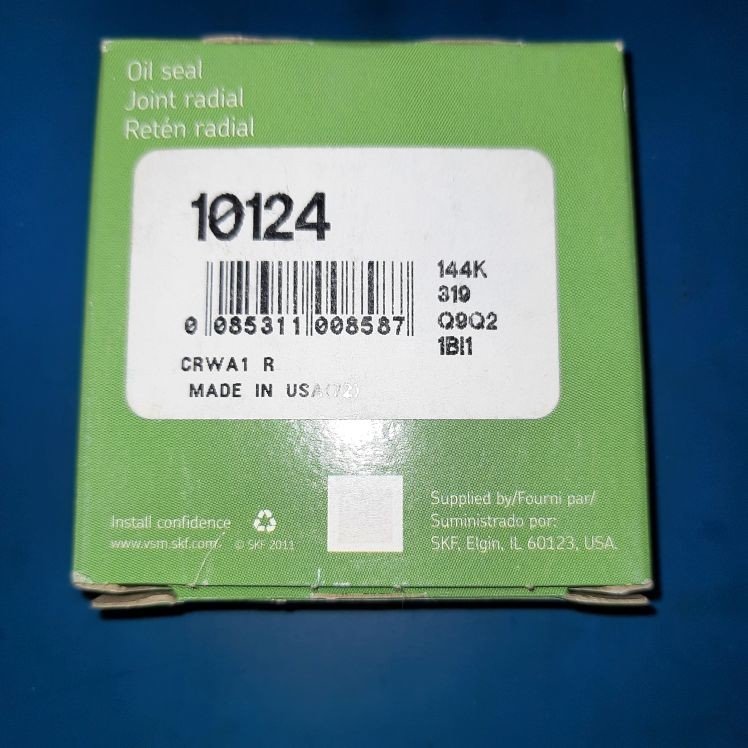 Oil seal
Joint radial
Retén radial
10124
0 085311 008587
144K
319
Q9Q2
1BI1
CRWA1 R
MADE IN USA(72)
Install confidence
www.vsm.skf.com © SKF 2011
Supplied by/Fourni par/
Suministrado por:
SKF, Elgin, IL 60123, USA.